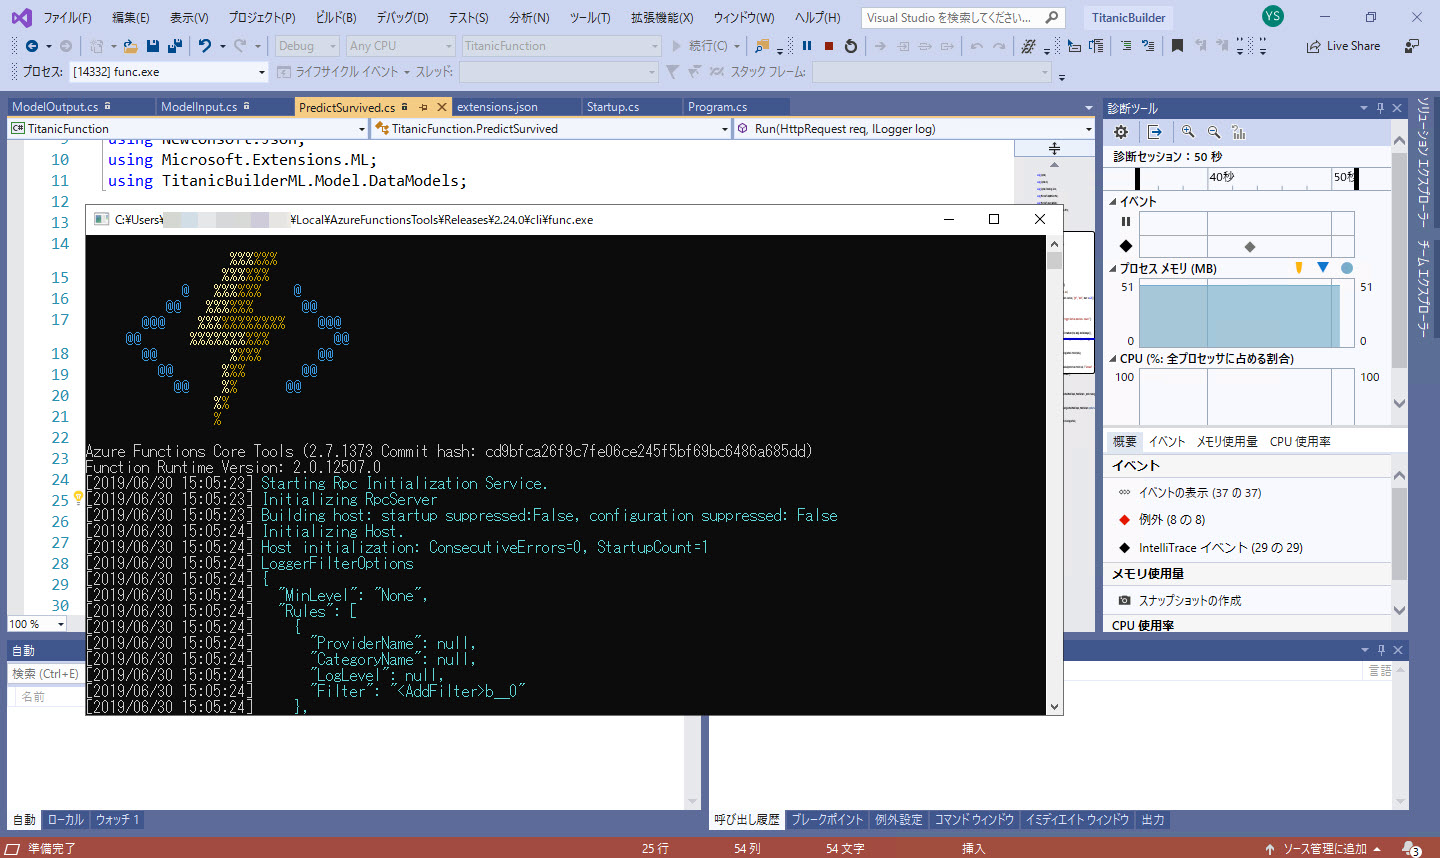 ファイル(F) 編集(E) 表示(V) プロジェクト(P) ビルド(B) デバッグ(D) テスト(S) 分析(N) ツール(T) 拡張機能(X) ウィンドウ(W) ヘルプ(H) Visual Studio を検索してください... TitanicBuilder YS
Debug Any CPU TitanicFunction 続行(C) Live Share
プロセス: [14332] func.exe ライフサイクル イベント スレッド: スタック フレーム:
ModelOutput.cs ModelInput.cs PredictSurvived.cs extensions.json Startup.cs Program.cs
C# TitanicFunction TitanicFunction.PredictSurvived Run(HttpRequest req, ILogger log)
9 using Newtonsoft.Json;
10 using Microsoft.Extensions.ML;
11 using TitanicBuilderML.Model.DataModels;
12
13
14
15
16
17
18
19
20
21
22
23
24
25
26
27
28
29
30
100 %
C:¥Users¥ ¥Local¥AzureFunctionsTools¥Releases¥2.24.0¥cli¥func.exe
%%%%%%
%%%%%%
@ %%%%%% @
@@ %%%%%% @@
@@@ %%%%%%%%%%% @@@
@@ %%%%%%%%%% @@
@@ %%%% @@
@@ %%% @@
@@ %% @@
%%
%
Azure Functions Core Tools (2.7.1373 Commit hash: cd9bfca26f9c7fe06ce245f5bf69bc6486a685dd)
Function Runtime Version: 2.0.12507.0
[2019/06/30 15:05:23] Starting Rpc Initialization Service.
[2019/06/30 15:05:23] Initializing RpcServer
[2019/06/30 15:05:23] Building host: startup suppressed:False, configuration suppressed: False
[2019/06/30 15:05:24] Initializing Host.
[2019/06/30 15:05:24] Host initialization: ConsecutiveErrors=0, StartupCount=1
[2019/06/30 15:05:24] LoggerFilterOptions
[2019/06/30 15:05:24] {
[2019/06/30 15:05:24] "MinLevel": "None",
[2019/06/30 15:05:24] "Rules": [
[2019/06/30 15:05:24] {
[2019/06/30 15:05:24] "ProviderName": null,
[2019/06/30 15:05:24] "CategoryName": null,
[2019/06/30 15:05:24] "LogLevel": null,
[2019/06/30 15:05:24] "Filter": "<AddFilter>b__0"
[2019/06/30 15:05:24] },
診断ツール
診断セッション : 50 秒
40秒 50秒
イベント
プロセス メモリ (MB)
51 51
0 0
CPU (%: 全プロセッサに占める割合)
100 100
概要 イベント メモリ使用量 CPU 使用率
イベント
イベントの表示 (37 の 37)
例外 (8 の 8)
IntelliTrace イベント (29 の 29)
メモリ使用量
スナップショットの作成
CPU 使用率
ソリューション エクスプローラー
チーム エクスプローラー
自動
検索 (Ctrl+E)
名前
言語
自動 ローカル ウォッチ 1
呼び出し履歴 ブレークポイント 例外設定 コマンド ウィンドウ イミディエイト ウィンドウ 出力
準備完了 25 行 54 列 54 文字 挿入 ソース管理に追加 3